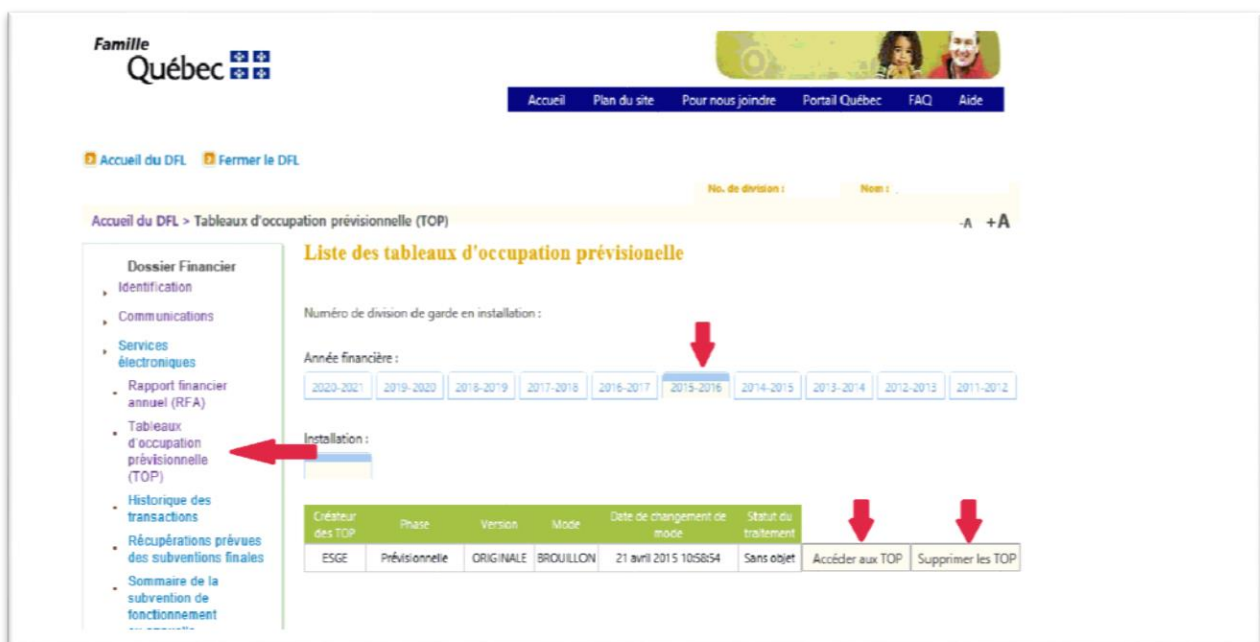 Famille
Québec
Accueil Plan du site Pour nous joindre Portail Québec FAQ Aide
Accueil du DFL Fermer le DFL
No. de division : Nom :
Accueil du DFL > Tableaux d'occupation prévisionnelle (TOP) -A +A
Liste des tableaux d'occupation prévisionelle
Dossier Financier
Identification
Communications
Services
électroniques
Rapport financier
annuel (RFA)
Tableaux
d'occupation
prévisionnelle
(TOP)
Historique des
transactions
Récupérations prévues
des subventions finales
Sommaire de la
subvention de
fonctionnement
Numéro de division de garde en installation :
Année financière :
2020-2021 2019-2020 2018-2019 2017-2018 2016-2017 2015-2016 2014-2015 2013-2014 2012-2013 2011-2012
Installation :
Créateur des TOP Phase Version Mode Date de changement de mode Statut du traitement
ESGE Prévisionnelle ORIGINALE BROUILLON 21 avril 2015 10:58:54 Sans objet Accéder aux TOP Supprimer les TOP